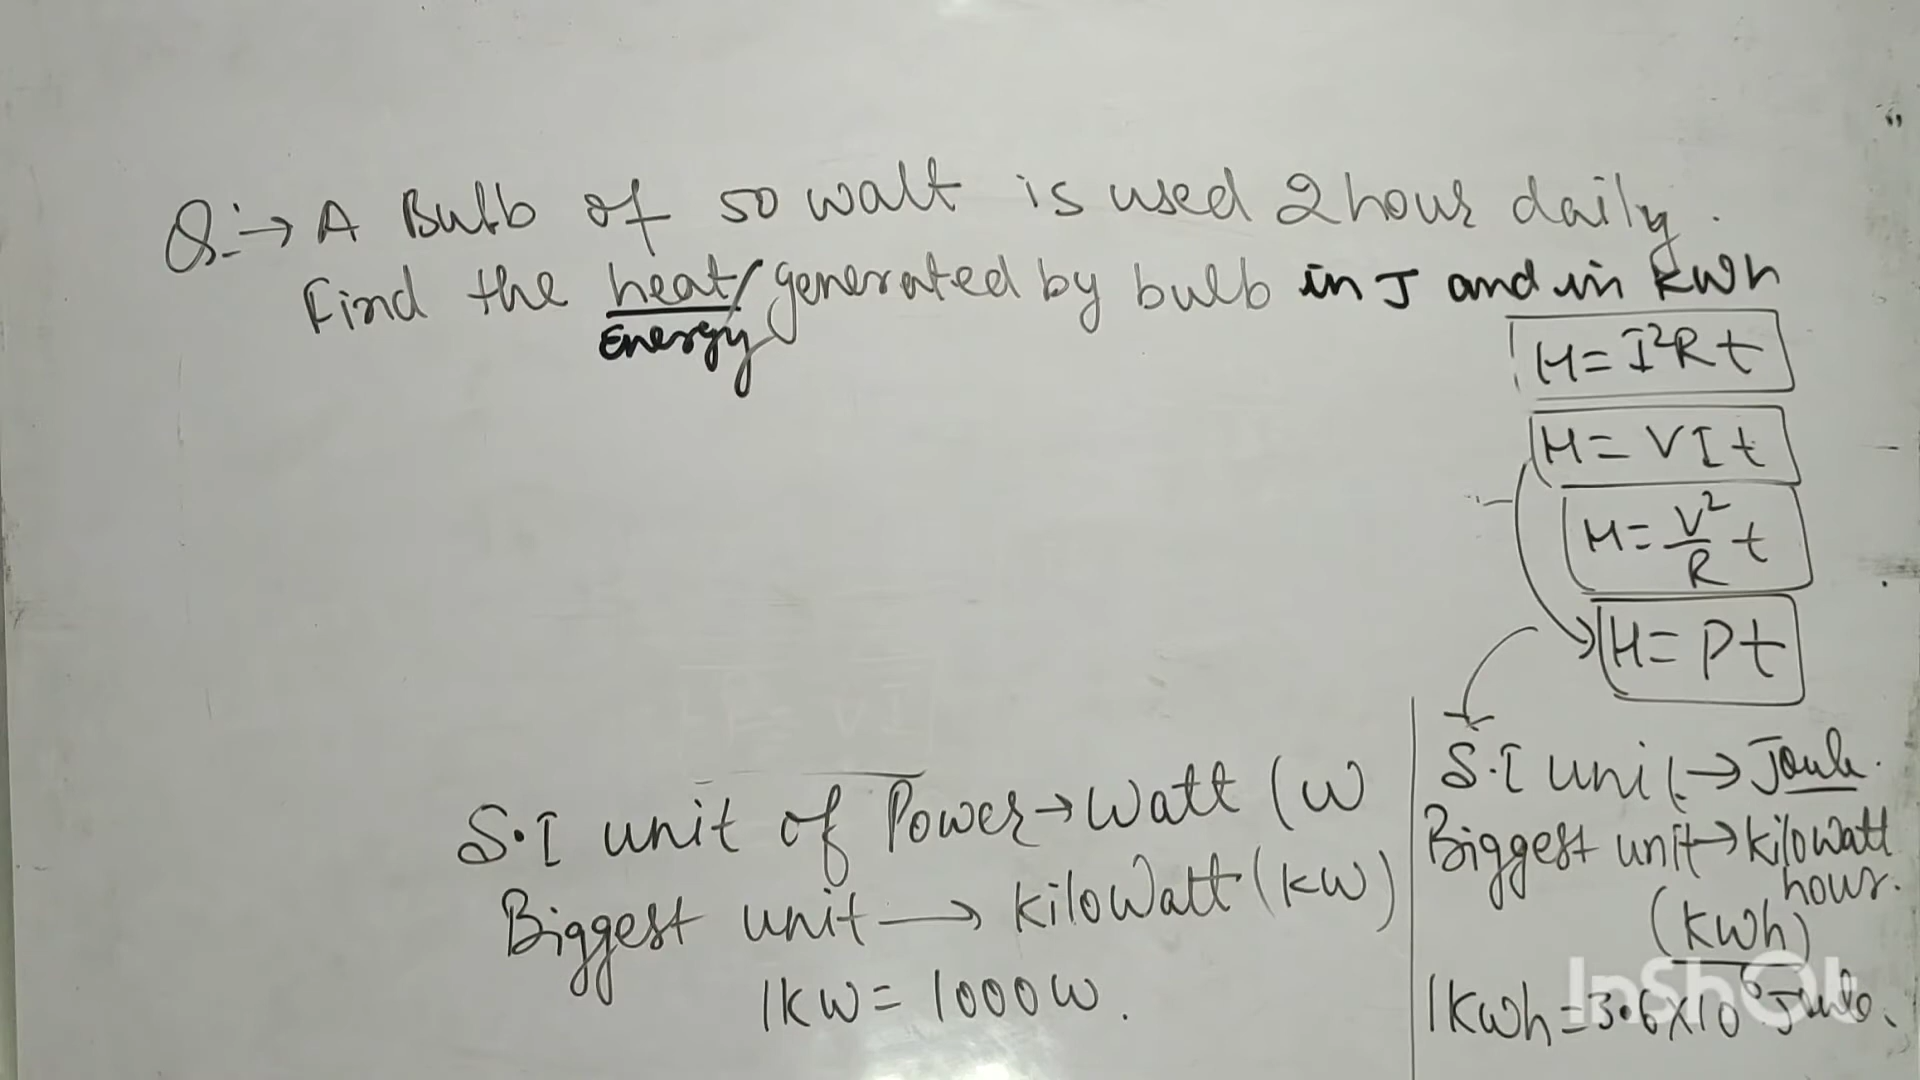 Q:→ A Bulb of 50 watt is used 2 hour daily.
Find the heat/ generated by bulb in J and in kwh
Energy
H = I²Rt
H = VIt
H = V²/R t
H = Pt
S.I unit of Power → Watt (W
Biggest unit → kiloWatt (KW)
1KW = 1000W.
S.I unit → Joule.
Biggest unit → kilowatt
hour.
(Kwh)
1Kwh = 3.6×10⁶ Joule.
InShOt